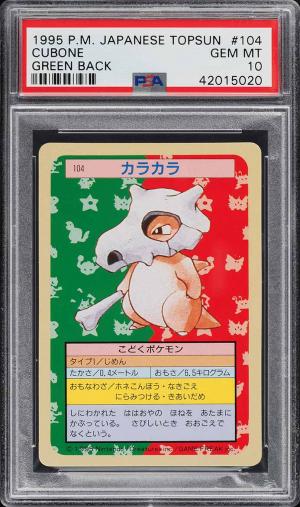 1995 P.M. JAPANESE TOPSUN #104
CUBONE GEM MT
GREEN BACK 10
PSA 42015020
104 カラカラ
こどくポケモン
タイプ1/じめん
たかさ/0,4メートル おもさ/6,5キログラム
おもなわざ/ホネこんぼう・なきごえ
にらみつける・きあいだめ
しにわかれた ははおやの ほねを あたまに
かぶっている。 さびしいとき おおごえで
なくという。